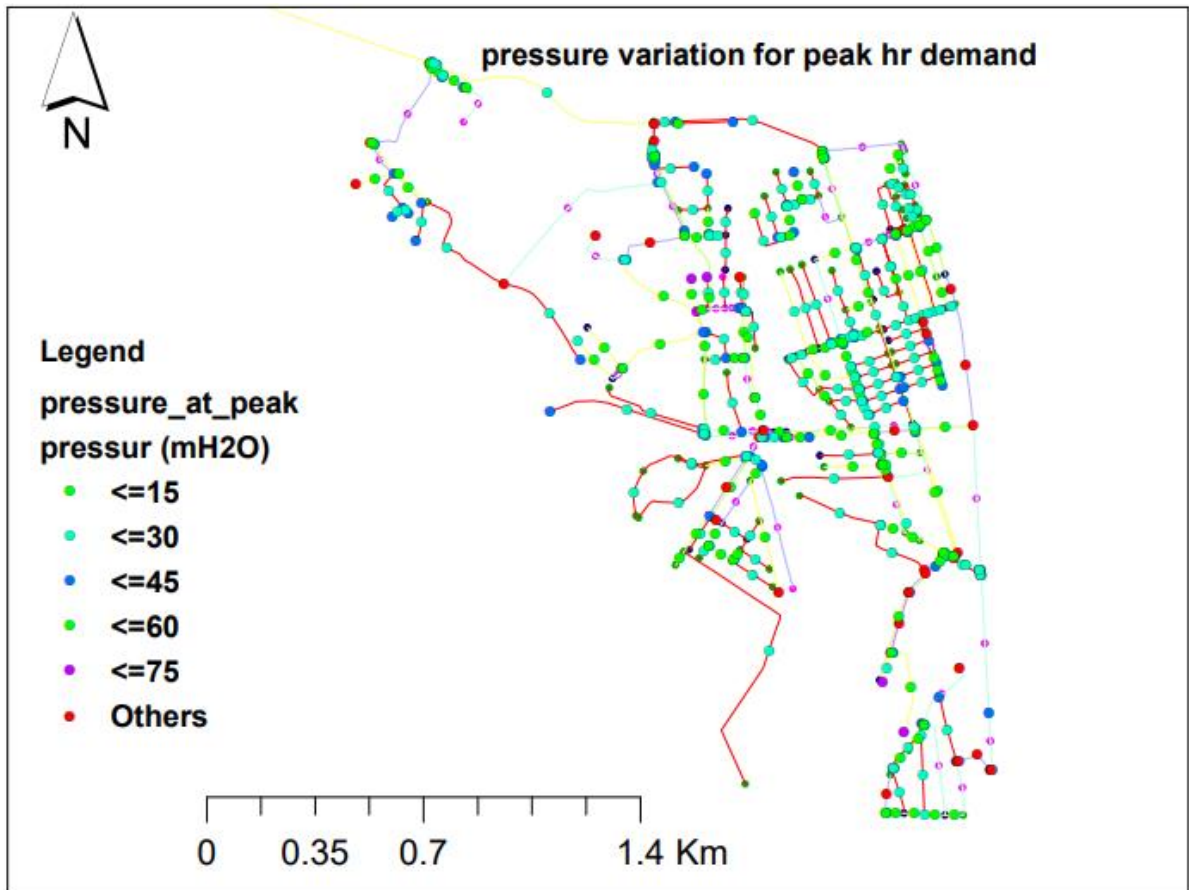 pressure variation for peak hr demand
N
Legend
pressure_at_peak
pressur (mH2O)
<=15
<=30
<=45
<=60
<=75
Others
0 0.35 0.7 1.4 Km